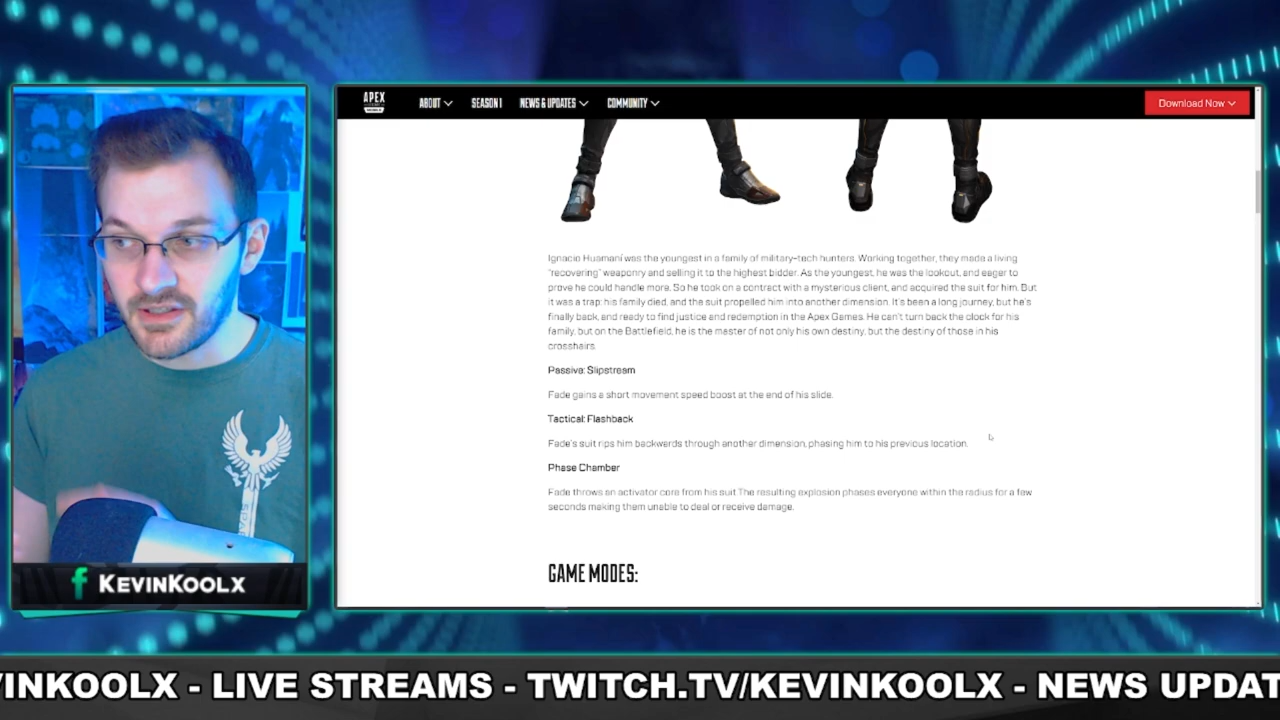 APEX
MOBILE
ABOUT
SEASON 1
NEWS & UPDATES
COMMUNITY
Download Now
Ignacio Huamaní was the youngest in a family of military-tech hunters. Working together, they made a living
"recovering" weaponry and selling it to the highest bidder. As the youngest, he was the lookout, and eager to
prove he could handle more. So he took on a contract with a mysterious client, and acquired the suit for him. But
it was a trap: his family died, and the suit propelled him into another dimension. It's been a long journey, but he's
finally back, and ready to find justice and redemption in the Apex Games. He can't turn back the clock for his
family, but on the Battlefield, he is the master of not only his own destiny, but the destiny of those in his
crosshairs.
Passive: Slipstream
Fade gains a short movement speed boost at the end of his slide.
Tactical: Flashback
Fade's suit rips him backwards through another dimension, phasing him to his previous location.
Phase Chamber
Fade throws an activator core from his suit The resulting explosion phases everyone within the radius for a few
seconds making them unable to deal or receive damage.
GAME MODES:
f KEVINKOOLX
VINKOOLX - LIVE STREAMS - TWITCH.TV/KEVINKOOLX - NEWS UPDAT